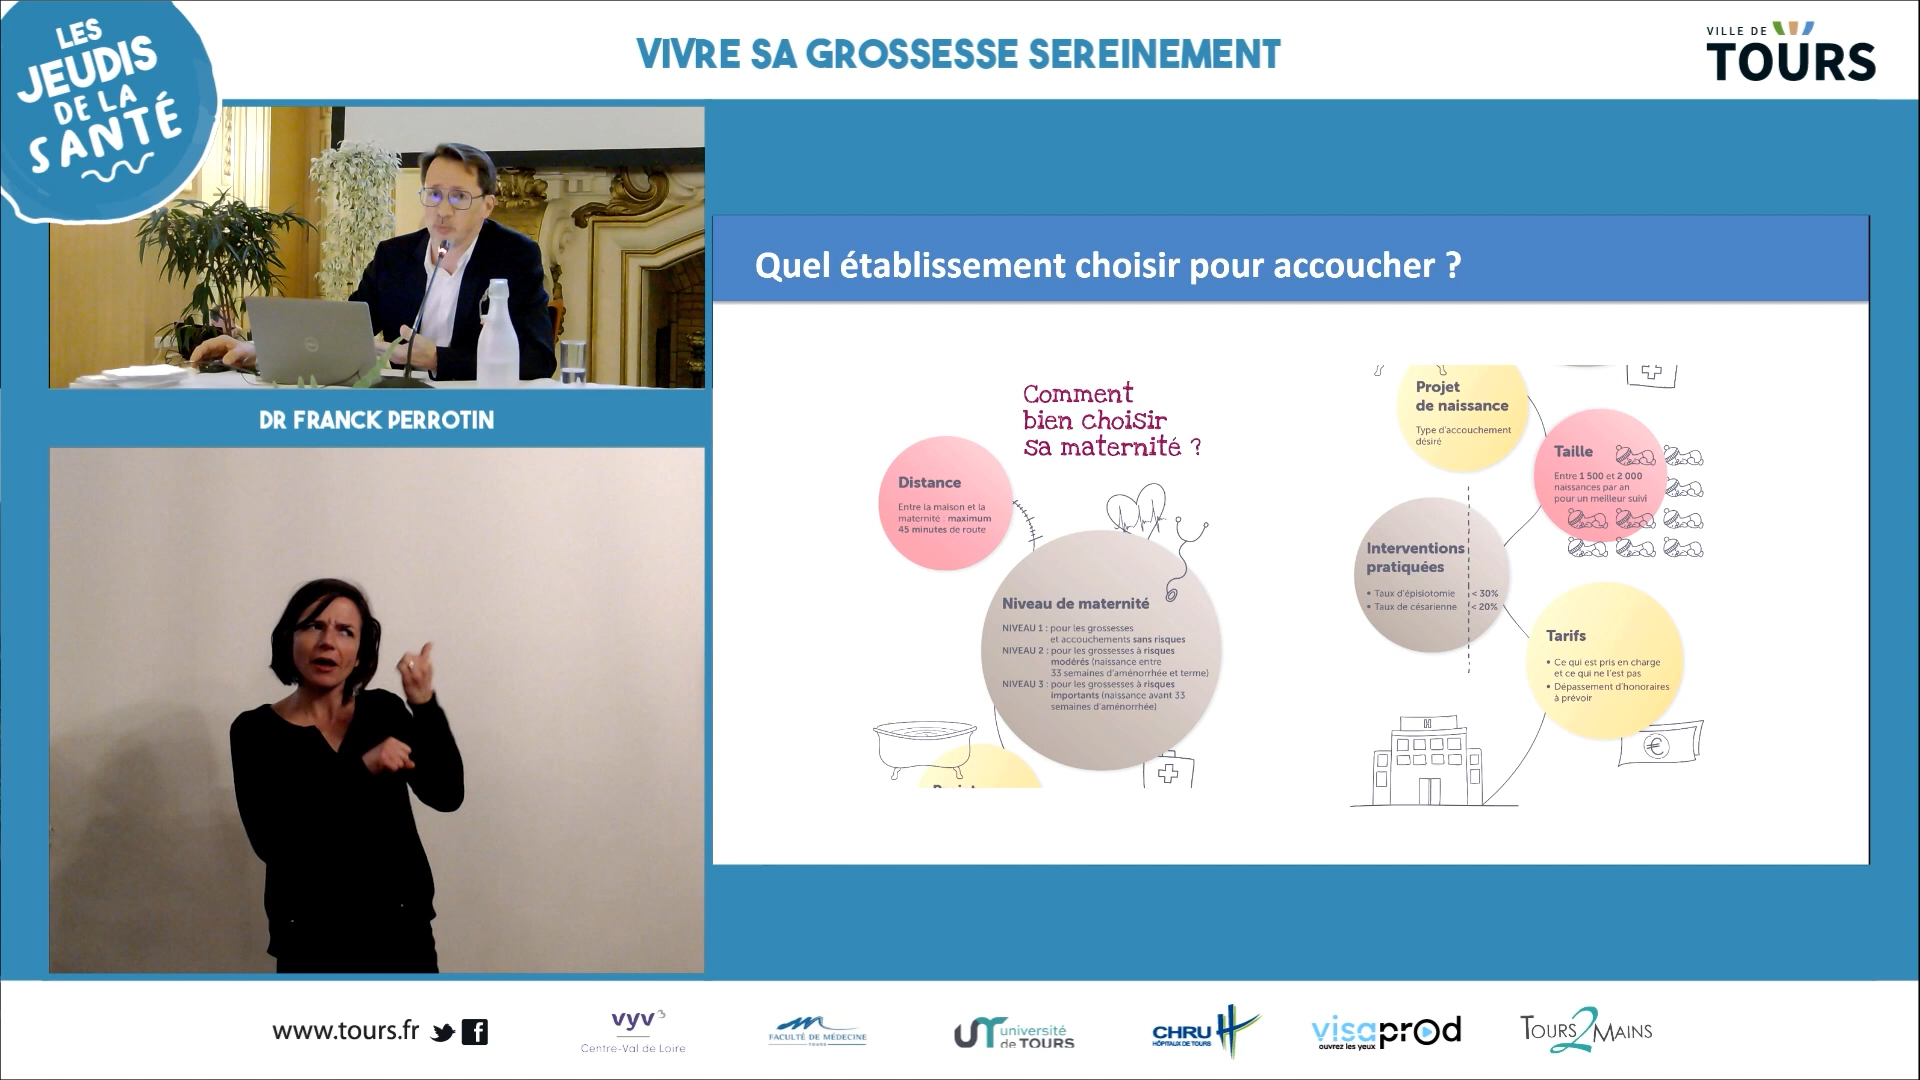 LES
JEUDIS
DE LA
SANTÉ
VIVRE SA GROSSESSE SEREINEMENT
VILLE DE
TOURS
DR FRANCK PERROTIN
Quel établissement choisir pour accoucher ?
Comment
bien choisir
sa maternité ?
Distance
Entre la maison et la
maternité : maximum
45 minutes de route
Niveau de maternité
NIVEAU 1 : pour les grossesses
et accouchements sans risques
NIVEAU 2 : pour les grossesses à risques
modérés (naissance entre
33 semaines d'aménorrhée et terme)
NIVEAU 3 : pour les grossesses à risques
importants (naissance avant 33
semaines d'aménorrhée)
Projet
de naissance
Type d'accouchement
désiré
Taille
Entre 1 500 et 2 000
naissances par an
pour un meilleur suivi
Interventions
pratiquées
• Taux d'épisiotomie < 30%
• Taux de césarienne < 20%
Tarifs
• Ce qui est pris en charge
et ce qui ne l'est pas
• Dépassement d'honoraires
à prévoir
H
€
www.tours.fr
vyv3
Centre-Val de Loire
FACULTÉ DE MÉDECINE
TOURS
UT université
de TOURS
CHRU
HÔPITAUX DE TOURS
visaprod
ouvrez les yeux
TOURS 2 MAINS